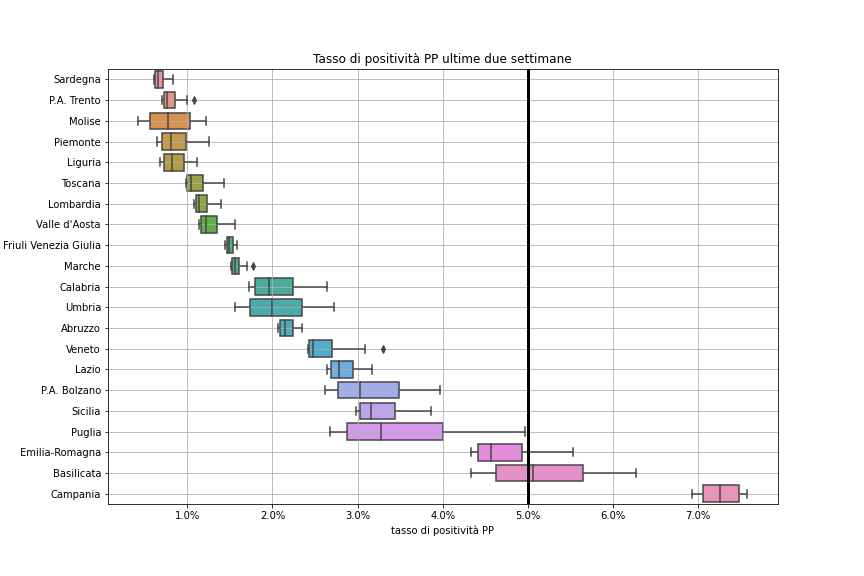 Tasso di positività PP ultime due settimane
Sardegna
P.A. Trento
Molise
Piemonte
Liguria
Toscana
Lombardia
Valle d'Aosta
Friuli Venezia Giulia
Marche
Calabria
Umbria
Abruzzo
Veneto
Lazio
P.A. Bolzano
Sicilia
Puglia
Emilia-Romagna
Basilicata
Campania
1.0% 2.0% 3.0% 4.0% 5.0% 6.0% 7.0%
tasso di positività PP